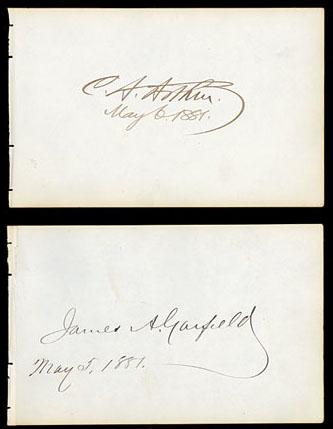 C. A. Arthur.
May 6. 1881.
James A. Garfield
May 5, 1881.